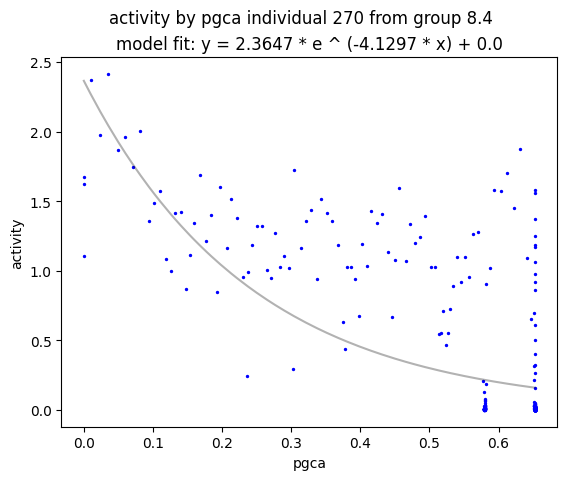 activity by pgca individual 270 from group 8.4
model fit: y = 2.3647 * e ^ (-4.1297 * x) + 0.0
2.5
2.0
1.5
1.0
0.5
0.0
activity
0.0 0.1 0.2 0.3 0.4 0.5 0.6
pgca